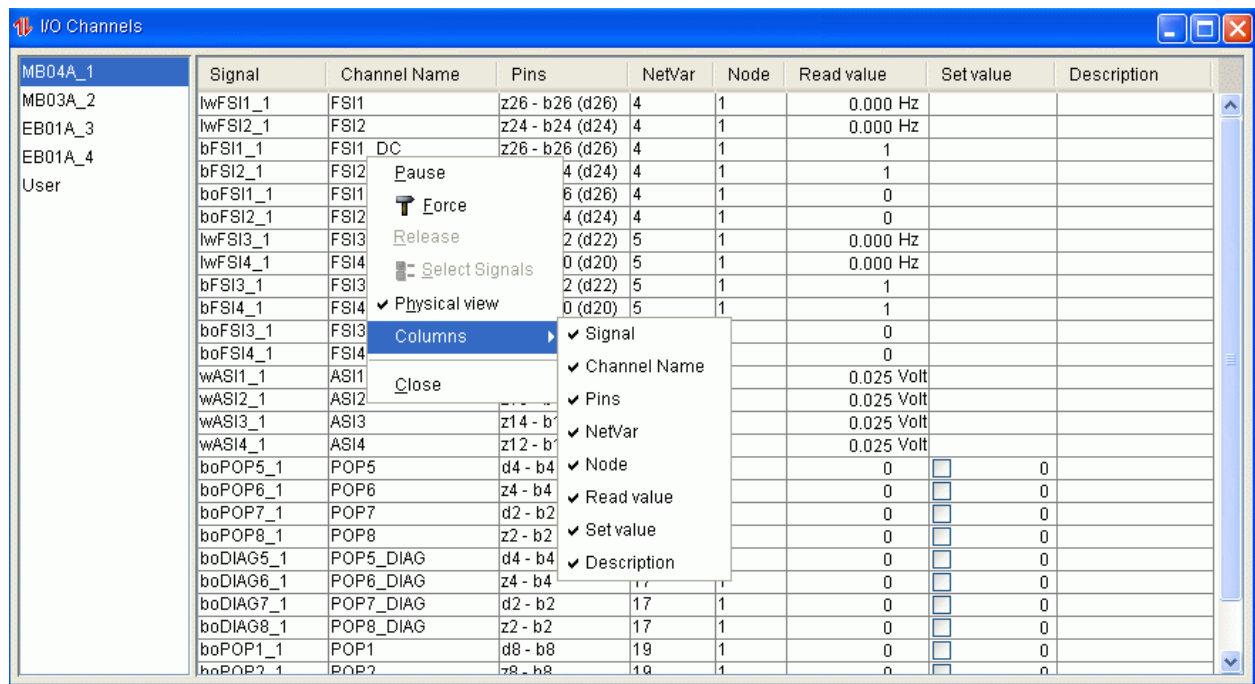 I/O Channels
MB04A_1
MB03A_2
EB01A_3
EB01A_4
User
Signal Channel Name Pins NetVar Node Read value Set value Description
lwFSI1_1 FSI1 z26 - b26 (d26) 4 1 0.000 Hz
lwFSI2_1 FSI2 z24 - b24 (d24) 4 1 0.000 Hz
bFSI1_1 FSI1_DC z26 - b26 (d26) 4 1 1
bFSI2_1 FSI2 4 (d24) 4 1 1
boFSI1_1 FSI1 6 (d26) 4 1 0
boFSI2_1 FSI2 4 (d24) 4 1 0
lwFSI3_1 FSI3 2 (d22) 5 1 0.000 Hz
lwFSI4_1 FSI4 0 (d20) 5 1 0.000 Hz
bFSI3_1 FSI3 2 (d22) 5 1 1
bFSI4_1 FSI4 0 (d20) 5 1 1
boFSI3_1 FSI3 0
boFSI4_1 FSI4 0
wASI1_1 ASI1 0.025 Volt
wASI2_1 ASI2 0.025 Volt
wASI3_1 ASI3 z14 - b1 0.025 Volt
wASI4_1 ASI4 z12 - b1 0.025 Volt
boPOP5_1 POP5 d4 - b4 0 0
boPOP6_1 POP6 z4 - b4 0 0
boPOP7_1 POP7 d2 - b2 0 0
boPOP8_1 POP8 z2 - b2 0 0
boDIAG5_1 POP5_DIAG d4 - b4 0 0
boDIAG6_1 POP6_DIAG z4 - b4 17 1 0 0
boDIAG7_1 POP7_DIAG d2 - b2 17 1 0 0
boDIAG8_1 POP8_DIAG z2 - b2 17 1 0 0
boPOP1_1 POP1 d8 - b8 19 1 0 0
boPOP2_1 POP2 z8 - b8 19 1 0 0
Pause
Force
Release
Select Signals
Physical view
Columns
Close
Signal
Channel Name
Pins
NetVar
Node
Read value
Set value
Description